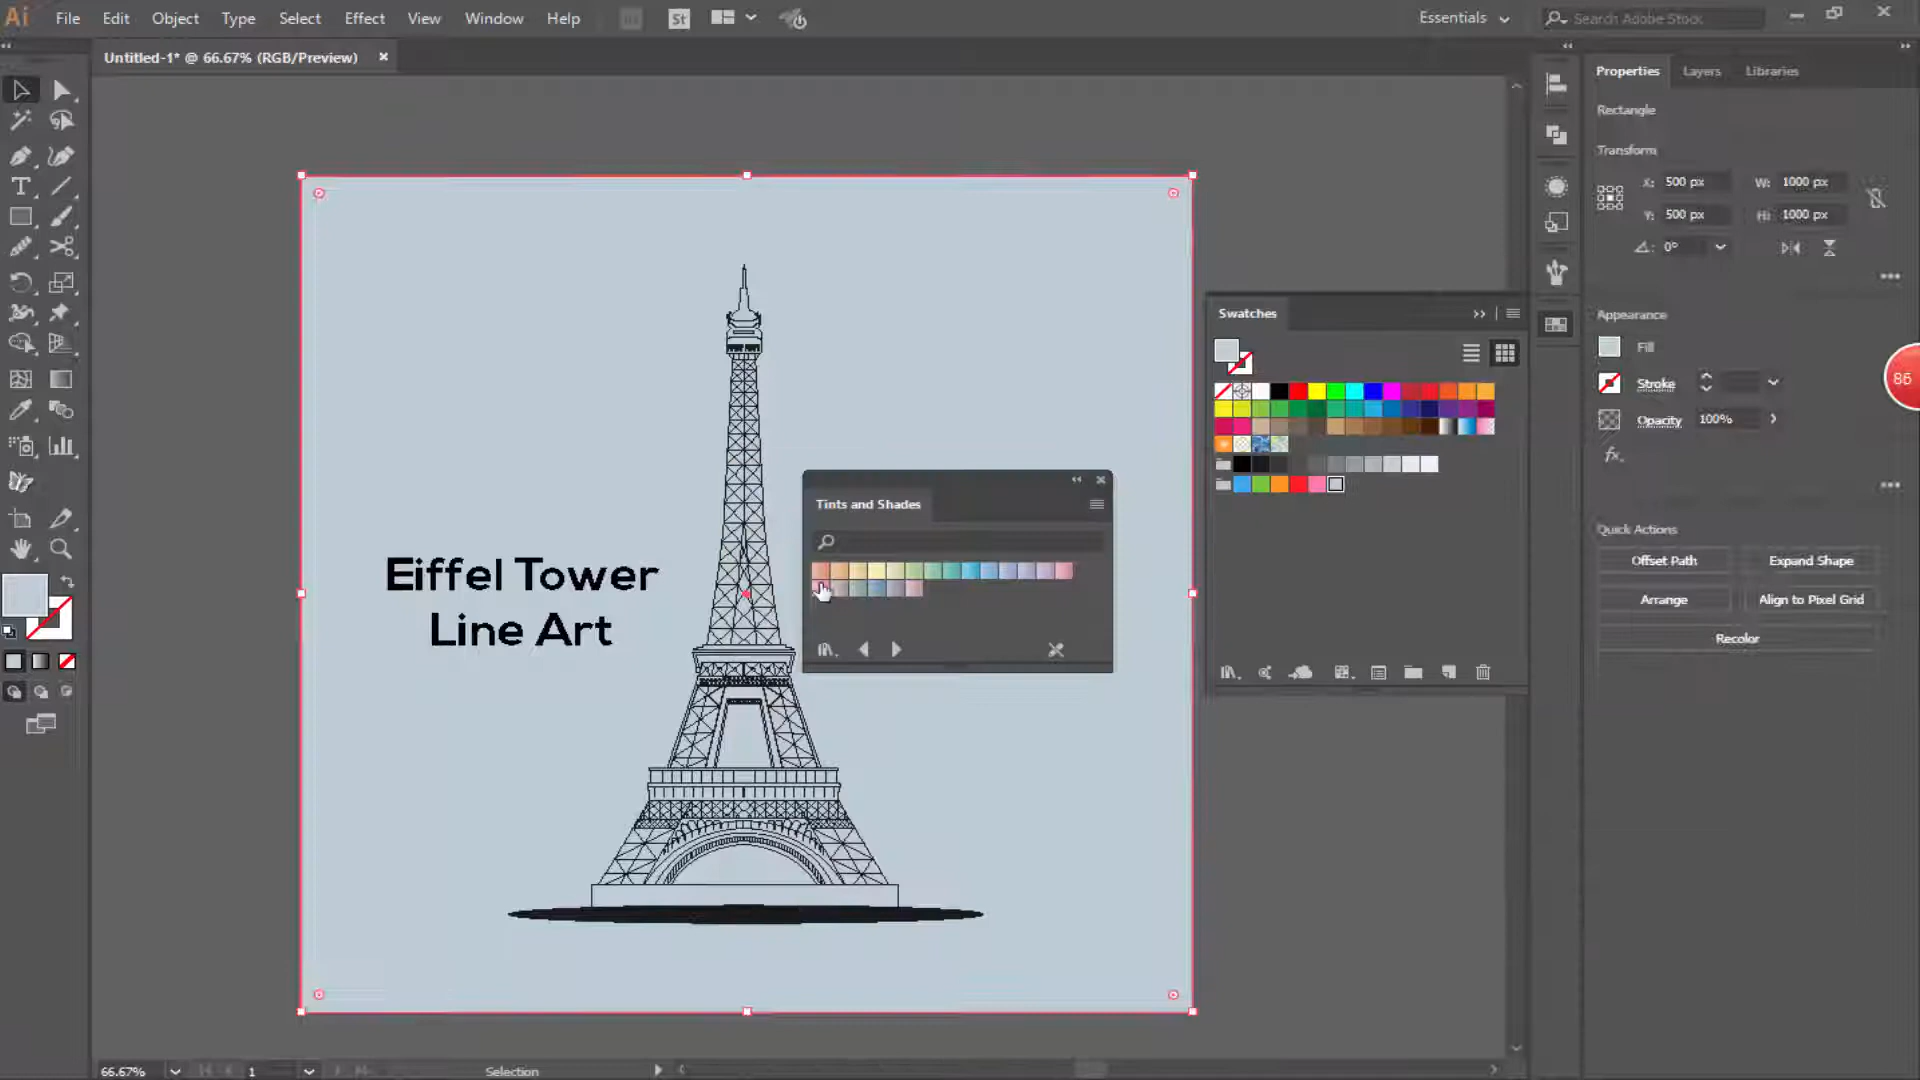 Ai File Edit Object Type Select Effect View Window Help St Essentials Search Adobe Stock
Untitled-1* @ 66.67% (RGB/Preview)
Properties Layers Libraries
Rectangle
Transform
X: 500 px W: 1000 px
Y: 500 px H: 1000 px
0°
Appearance
Fill
Stroke
Opacity 100%
fx.
Quick Actions
Offset Path Expand Shape
Arrange Align to Pixel Grid
Recolor
Swatches
Tints and Shades
Eiffel Tower
Line Art
86
66.67% 1 Selection